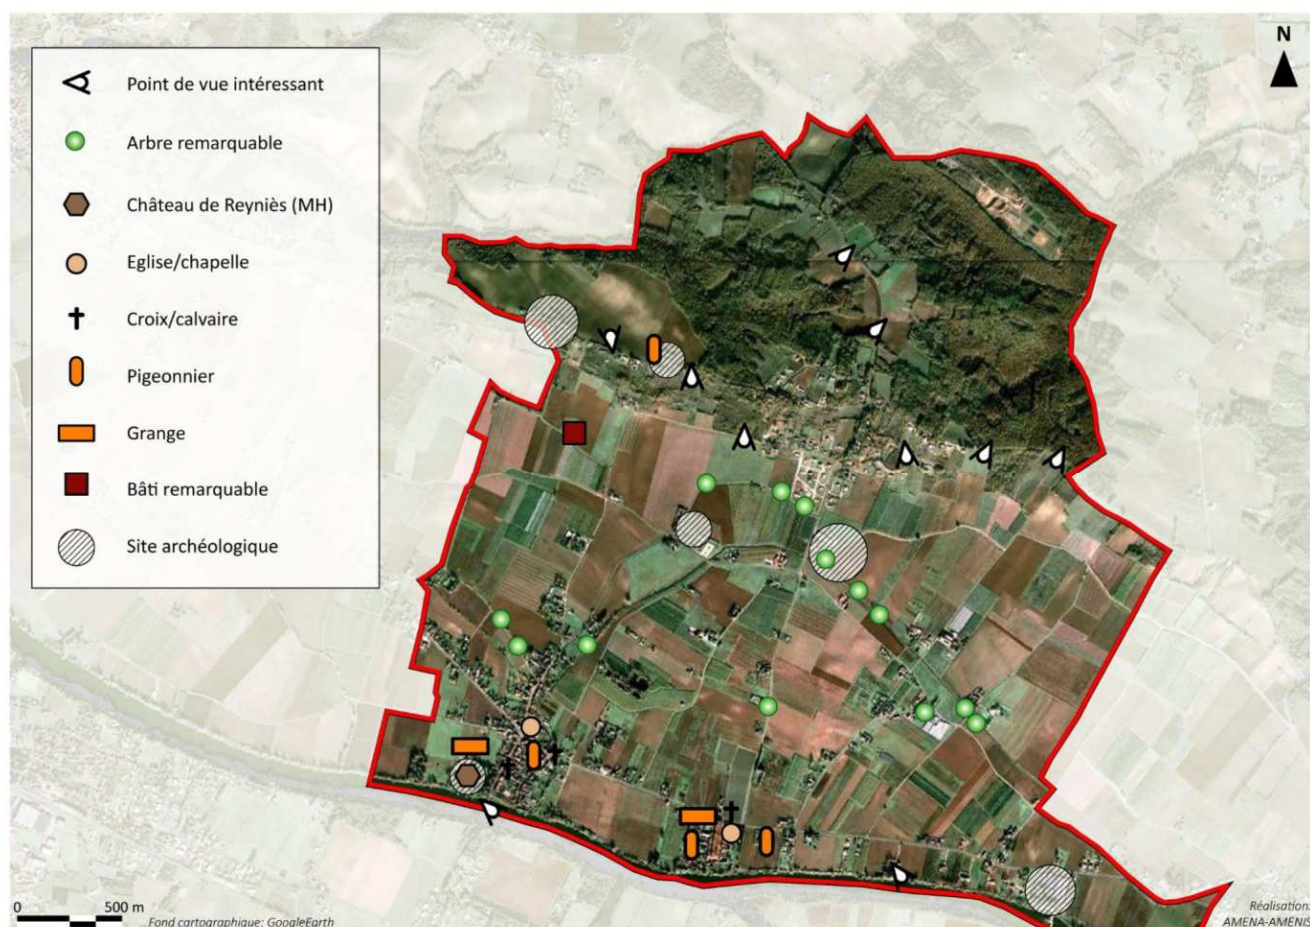 N
Point de vue intéressant
Arbre remarquable
Château de Reyniès (MH)
Eglise/chapelle
Croix/calvaire
Pigeonnier
Grange
Bâti remarquable
Site archéologique
0 500 m
Fond cartographique: GoogleEarth
Réalisation:
AMENA-AMENIS